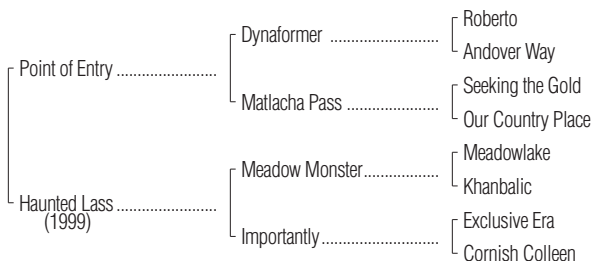 Roberto
Dynaformer ........................
Andover Way
Point of Entry ......................
Seeking the Gold
Matlacha Pass ....................
Our Country Place
Meadowlake
Meadow Monster................
Khanbalic
Haunted Lass ......................
(1999)
Exclusive Era
Importantly.........................
Cornish Colleen